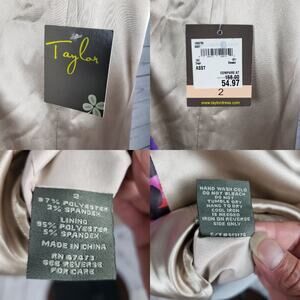 Taylor
ASST
COMPARE AT
158.00
54.97
2
www.taylordress.com
2
97% POLYESTER
3% SPANDEX
LINING
95% POLYESTER
5% SPANDEX
MADE IN CHINA
RN 67473
SEE REVERSE
FOR CARE
HAND WASH COLD
DO NOT BLEACH
DO NOT
TUMBLE DRY
HANG TO DRY
COOL IRON
IS NEEDED
IRON ON REVERSE
SIDE ONLY